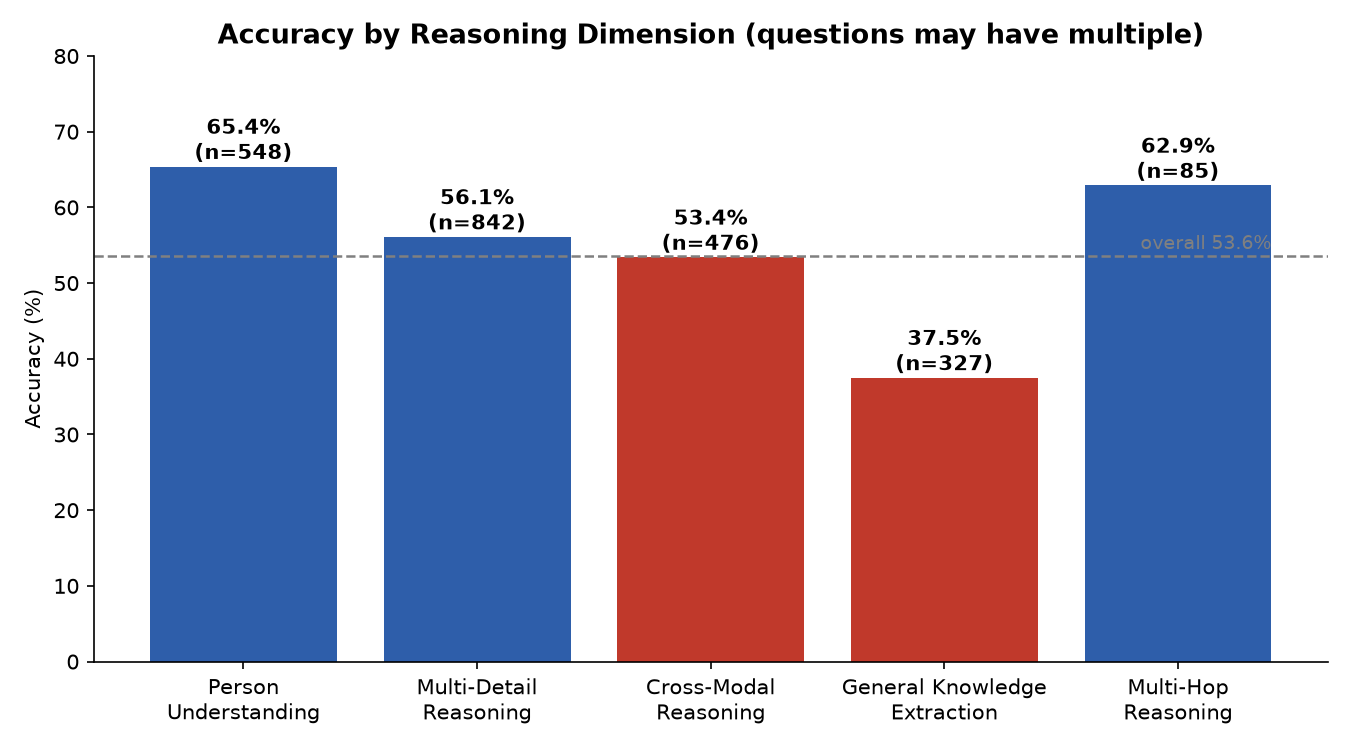 Accuracy by Reasoning Dimension (questions may have multiple)
80
70
60
50
40
30
20
10
0
Accuracy (%)
65.4%
(n=548)
56.1%
(n=842)
53.4%
(n=476)
37.5%
(n=327)
62.9%
(n=85)
overall 53.6%
Person
Understanding
Multi-Detail
Reasoning
Cross-Modal
Reasoning
General Knowledge
Extraction
Multi-Hop
Reasoning